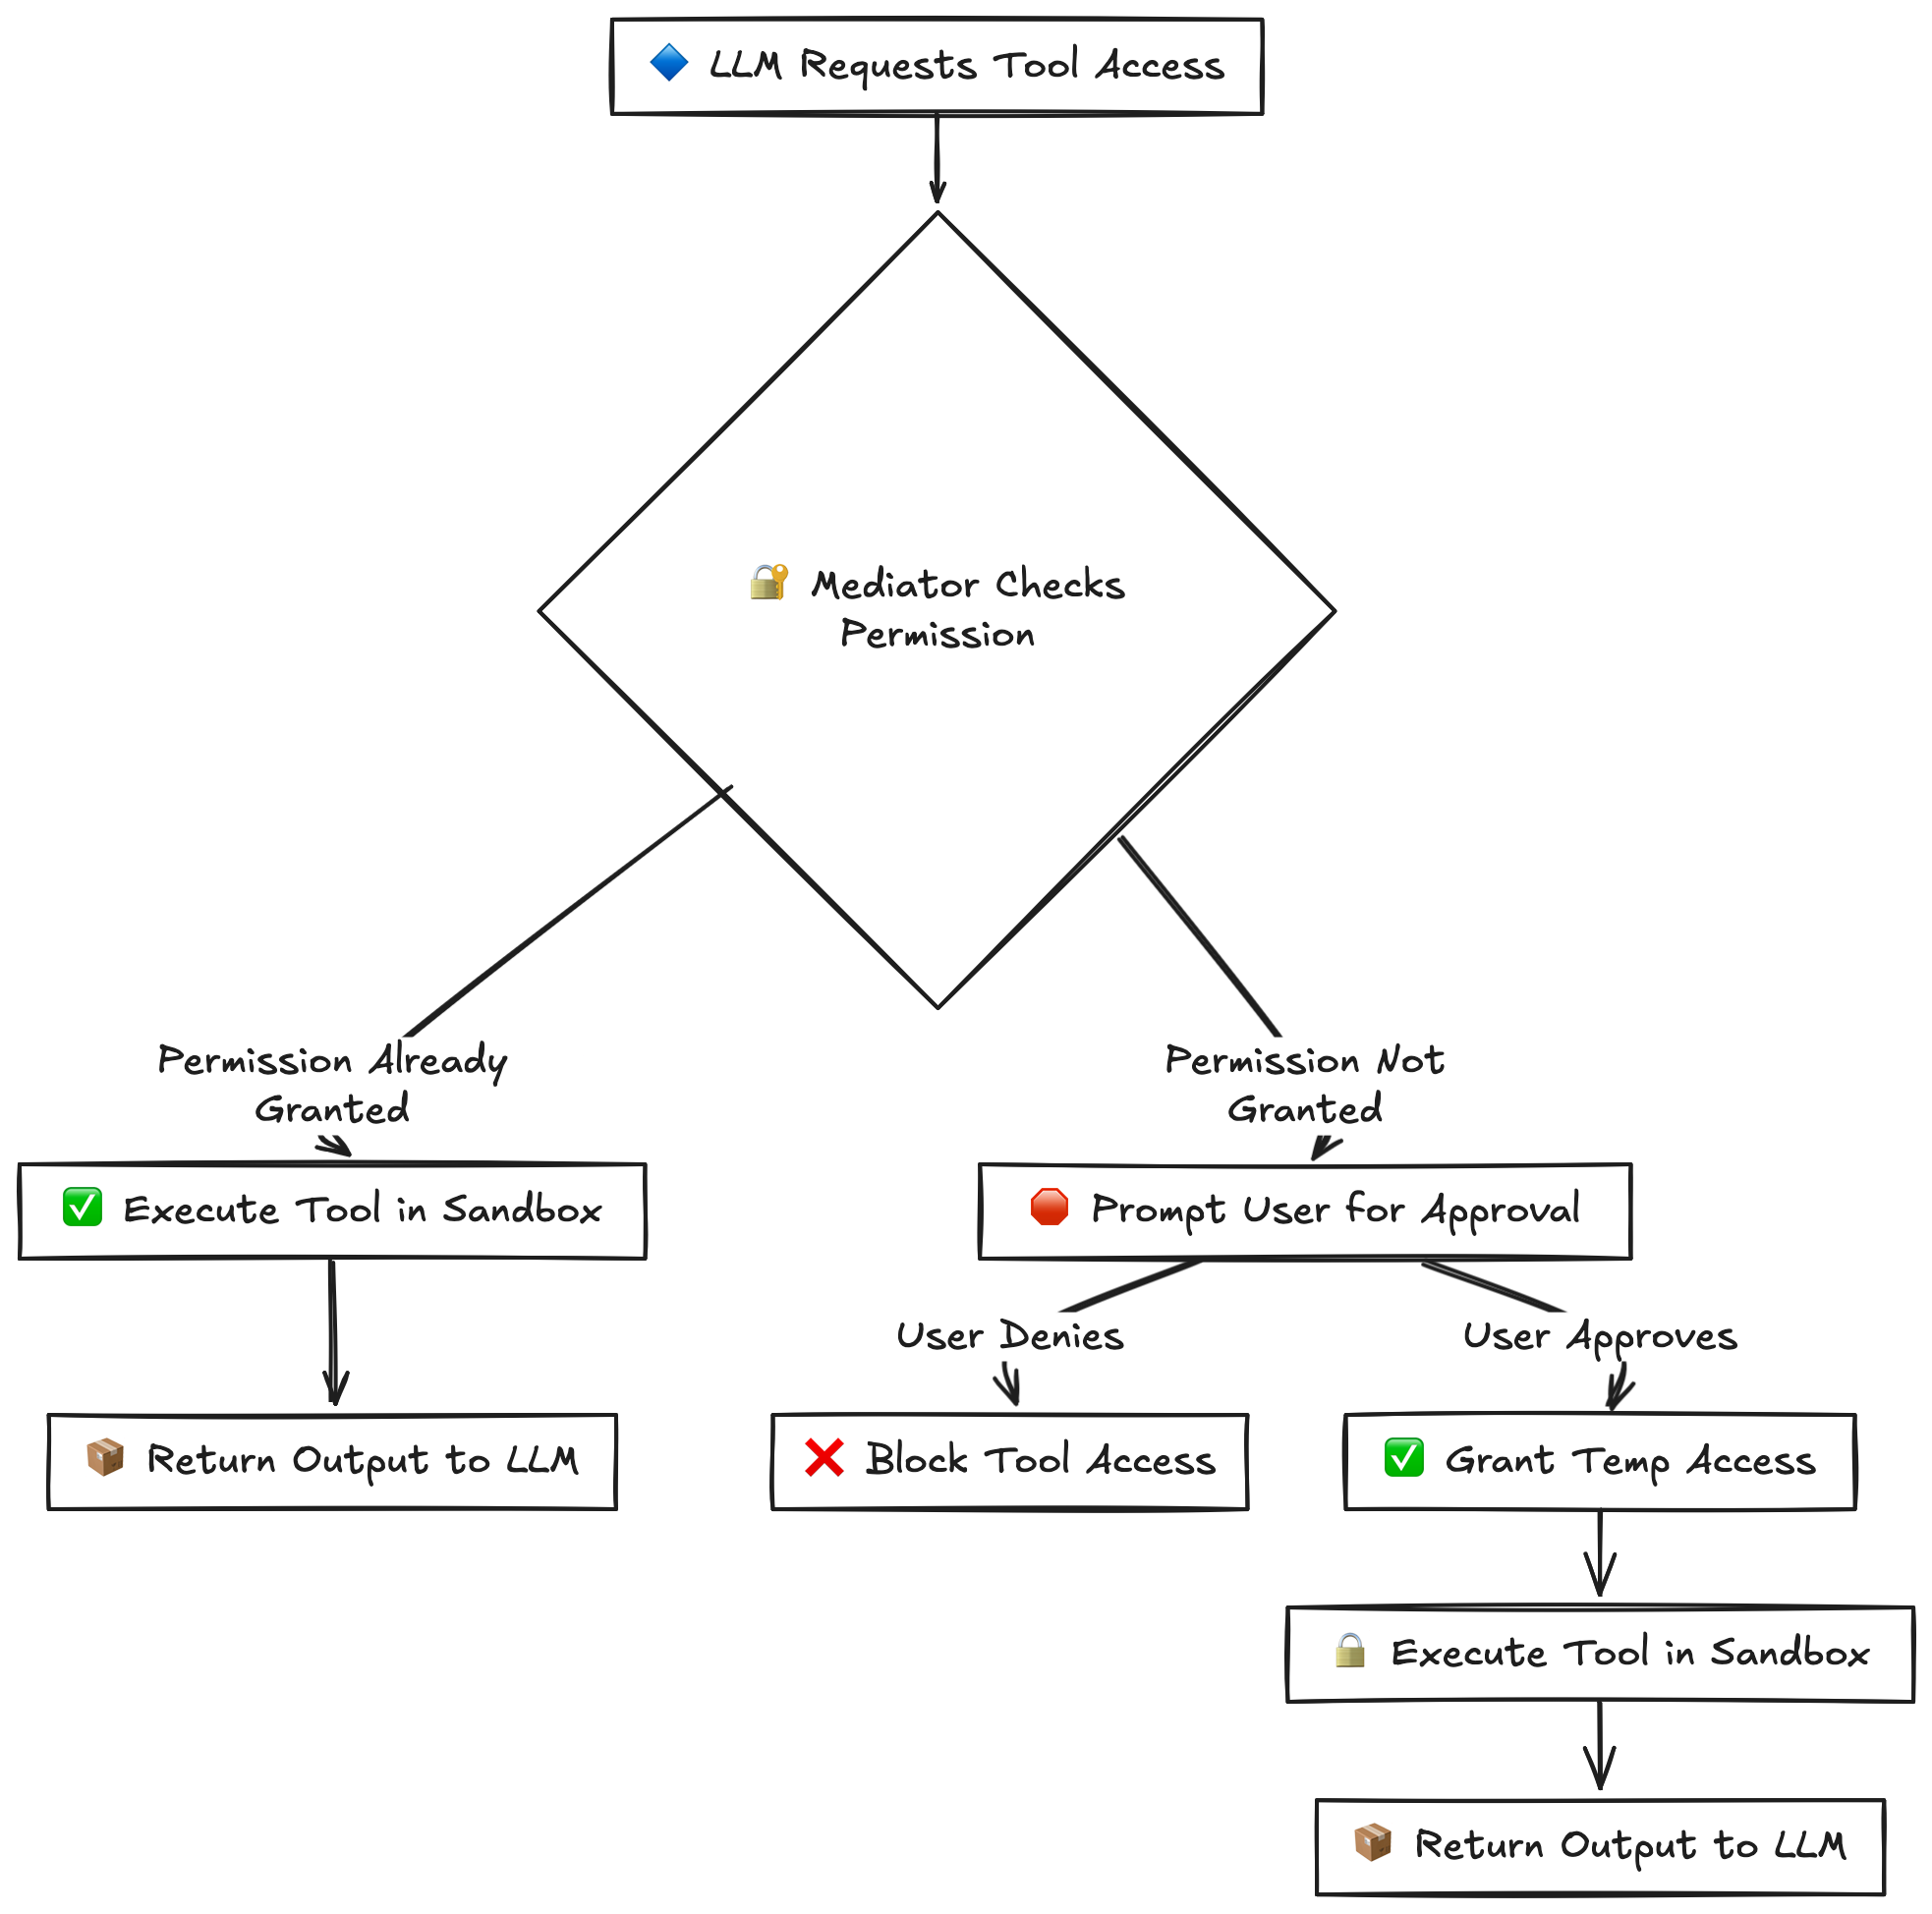 🔷 LLM Requests Tool Access
🔐 Mediator Checks
Permission
Permission Already
Granted
Permission Not
Granted
✅ Execute Tool in Sandbox
🛑 Prompt User for Approval
User Denies
User Approves
📦 Return Output to LLM
❌ Block Tool Access
✅ Grant Temp Access
🔒 Execute Tool in Sandbox
📦 Return Output to LLM